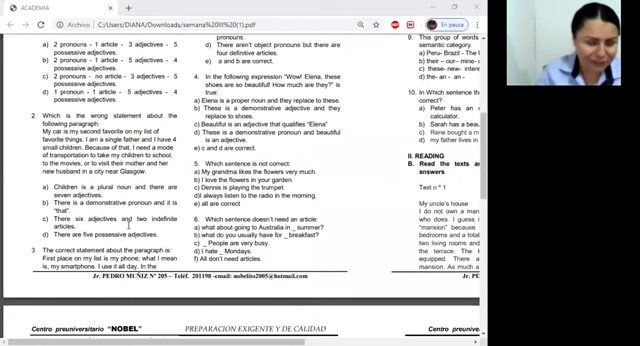 ACADEMIA
Archivo
C:/Users/DIANA/Downloads/semana%20III%20(1).pdf
En pausa
a) 2 pronouns - 1 article - 3 adjectives - 5
possessive adjectives.
b) 2 pronouns - 1 article - 5 adjectives - 4
possessive adjectives.
c) 2 pronouns - no article - 3 adjectives - 5
possessive adjectives.
d) 1 pronoun - 1 article - 5 adjectives - 4
possessive adjectives.
2. Which is the wrong statement about the
following paragraph:
My car is my second favorite on my list of
favorite things. I am a single father and I have 4
small children. Because of that, I need a mode
of transportation to take my children to school,
to the movies, or to visit their mother and her
new husband in a city near Glasgow.
a) Children is a plural noun and there are
seven adjectives.
b) There is a demonstrative pronoun and it is
"that".
c) There six adjectives and two indefinite
articles.
d) There are five possessive adjectives.
3. The correct statement about the paragraph is:
First place on my list is my phone; what I mean
is, my smartphone. I use it all day. In the
pronouns.
d) There aren't object pronouns but there are
four definitive articles.
e) a and b are correct.
4. In the following expression "Wow! Elena, these
shoes are so beautiful! How much are they?" is
true:
a) Elena is a proper noun and they replace to these.
b) These is a demonstrative adjective and they
replace to shoes.
c) Beautiful is an adjective that qualifies "Elena"
d) These is a demonstrative pronoun and beautiful
is an adjective.
e) c and d are correct.
5. Which sentence is not correct:
a) My grandma likes the flowers very much.
b) I love the flowers in your garden.
c) Dennis is playing the trumpet.
d)I always listen to the radio in the morning.
e) all are correct
6. Which sentence doesn't need an article:
a) what about going to Australia in _ summer?
b) what do you usually have for _ breakfast?
c) _ People are very busy.
d) I hate _ Mondays.
f) All don't need articles.
9. This group of words
semantic category.
a) Peru- Brazil - The
b) their – our- mine-
c) these- new- intere
d) the- an - an -
10. In Which sentence
correct?
a) Peter has an
calculator.
b) Sarah has a beau
c) Rene bought a m
d) my father lives in
II. READING
B. Read the texts a
Text n° 1
My uncle's house
I do not own a man
who does. I guess
"mansion" because
bedrooms and a total
two living rooms and
the terrace. The
equipped. There a
mansion. As much a
Jr. PEDRO MUÑIZ N° 205 – Teléf. 201198 -email: nobelito2005@hotmail.com
Centro preuniversitario "NOBEL"
PREPARACION EXIGENTE Y DE CALIDAD
Centro preuniversitario